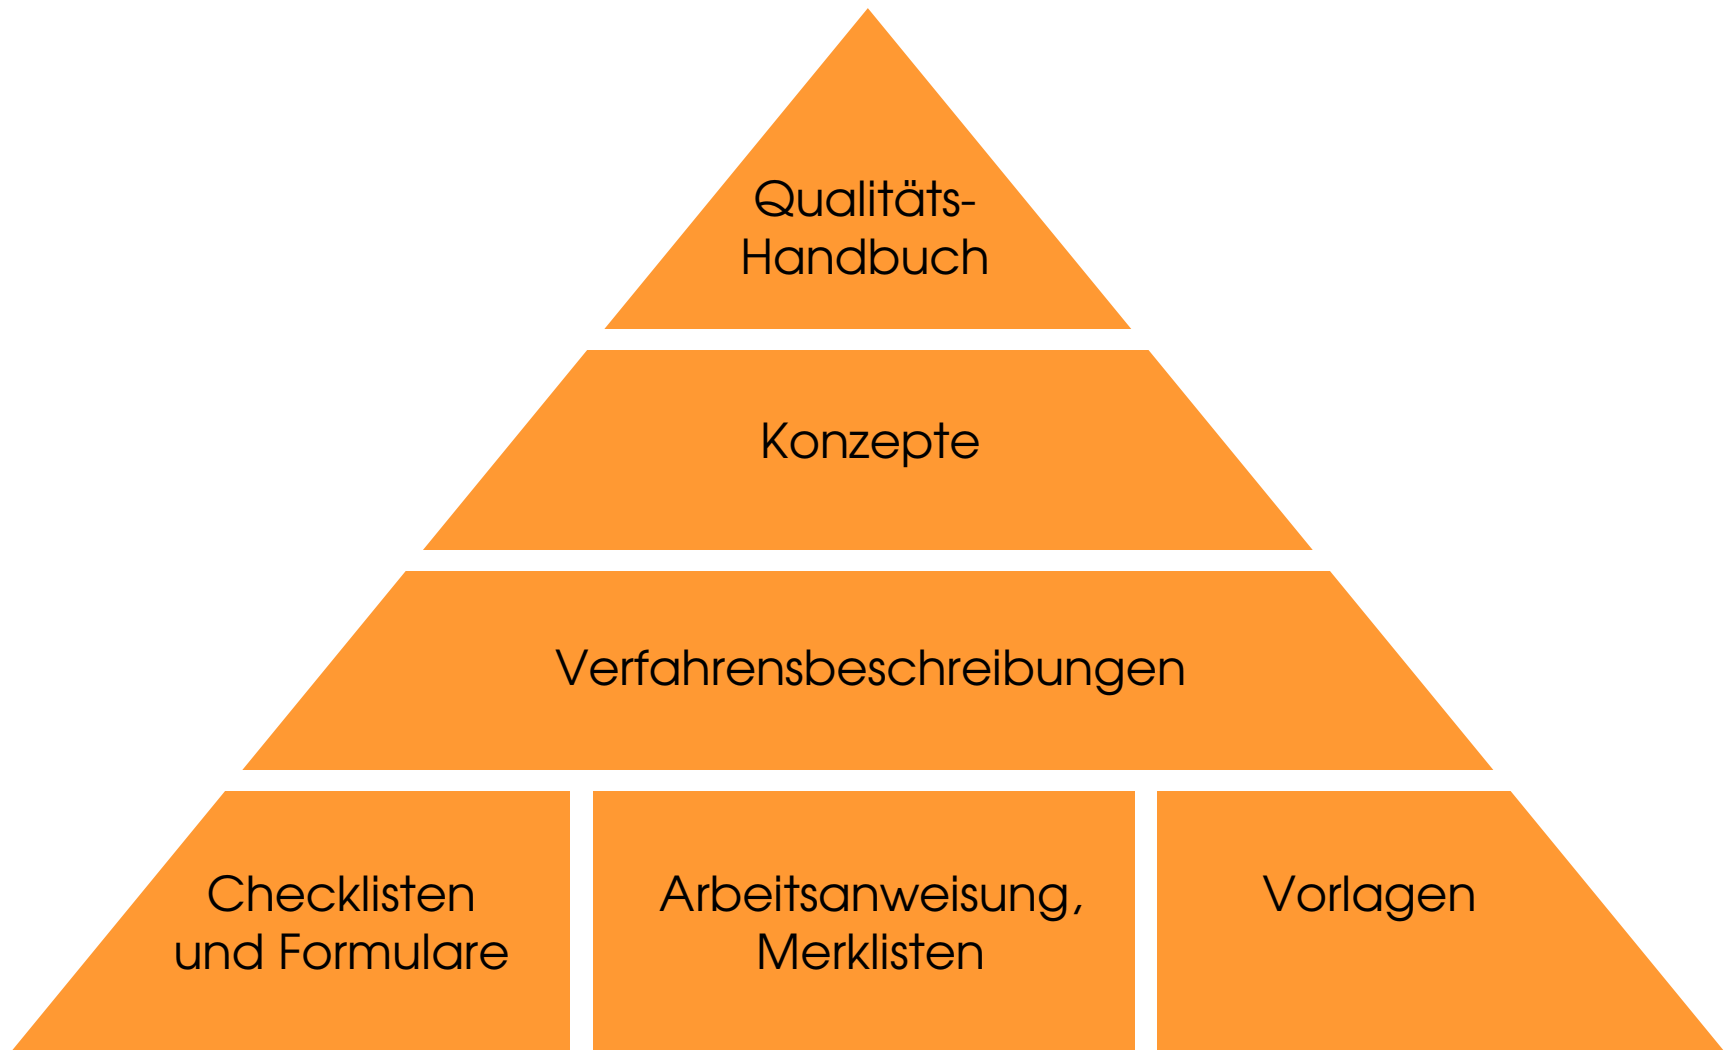 Qualitäts-
Handbuch
Konzepte
Verfahrensbeschreibungen
Checklisten
und Formulare
Arbeitsanweisung,
Merklisten
Vorlagen